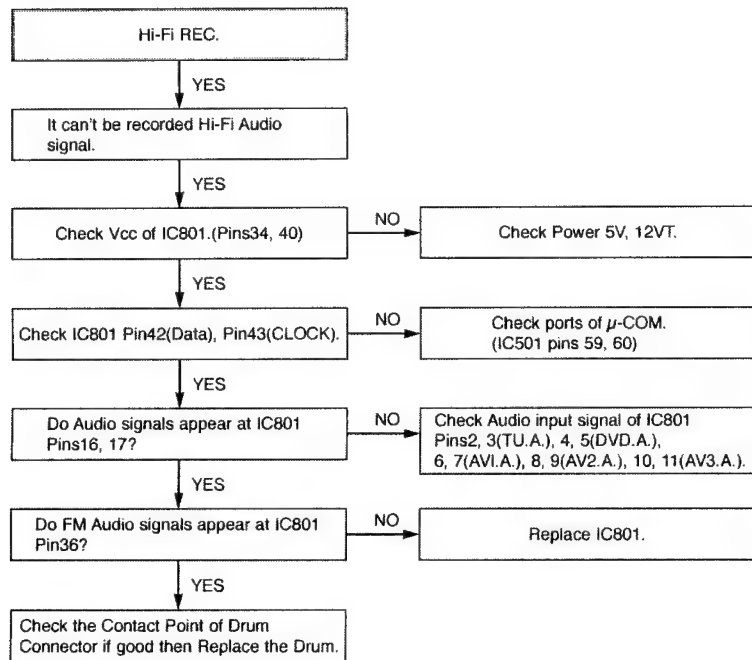 Hi-Fi REC.
YES
It can't be recorded Hi-Fi Audio
signal.
YES
Check Vcc of IC801.(Pins34, 40)
NO
Check Power 5V, 12VT.
YES
Check IC801 Pin42(Data), Pin43(CLOCK).
NO
Check ports of μ-COM.
(IC501 pins 59, 60)
YES
Do Audio signals appear at IC801
Pins16, 17?
NO
Check Audio input signal of IC801
Pins2, 3(TU.A.), 4, 5(DVD.A.),
6, 7(AVI.A.), 8, 9(AV2.A.), 10, 11(AV3.A.).
YES
Do FM Audio signals appear at IC801
Pin36?
NO
Replace IC801.
YES
Check the Contact Point of Drum
Connector if good then Replace the Drum.